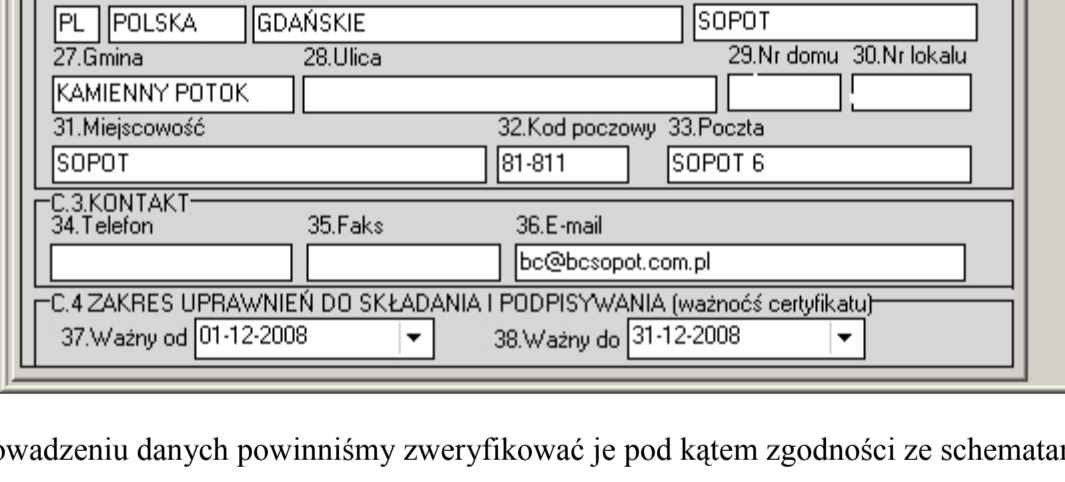 PL POLSKA GDAŃSKIE SOPOT
27.Gmina 28.Ulica 29.Nr domu 30.Nr lokalu
KAMIENNY POTOK
31.Miejscowość 32.Kod poczowy 33.Poczta
SOPOT 81-811 SOPOT 6
C.3.KONTAKT
34.Telefon 35.Faks 36.E-mail
bc@bcsopot.com.pl
C.4 ZAKRES UPRAWNIEŃ DO SKŁADANIA I PODPISYWANIA (ważnoćś certyfikatu)
37.Ważny od 01-12-2008 38.Ważny do 31-12-2008
owadzeniu danych powinniśmy zweryfikować je pod kątem zgodności ze schematam